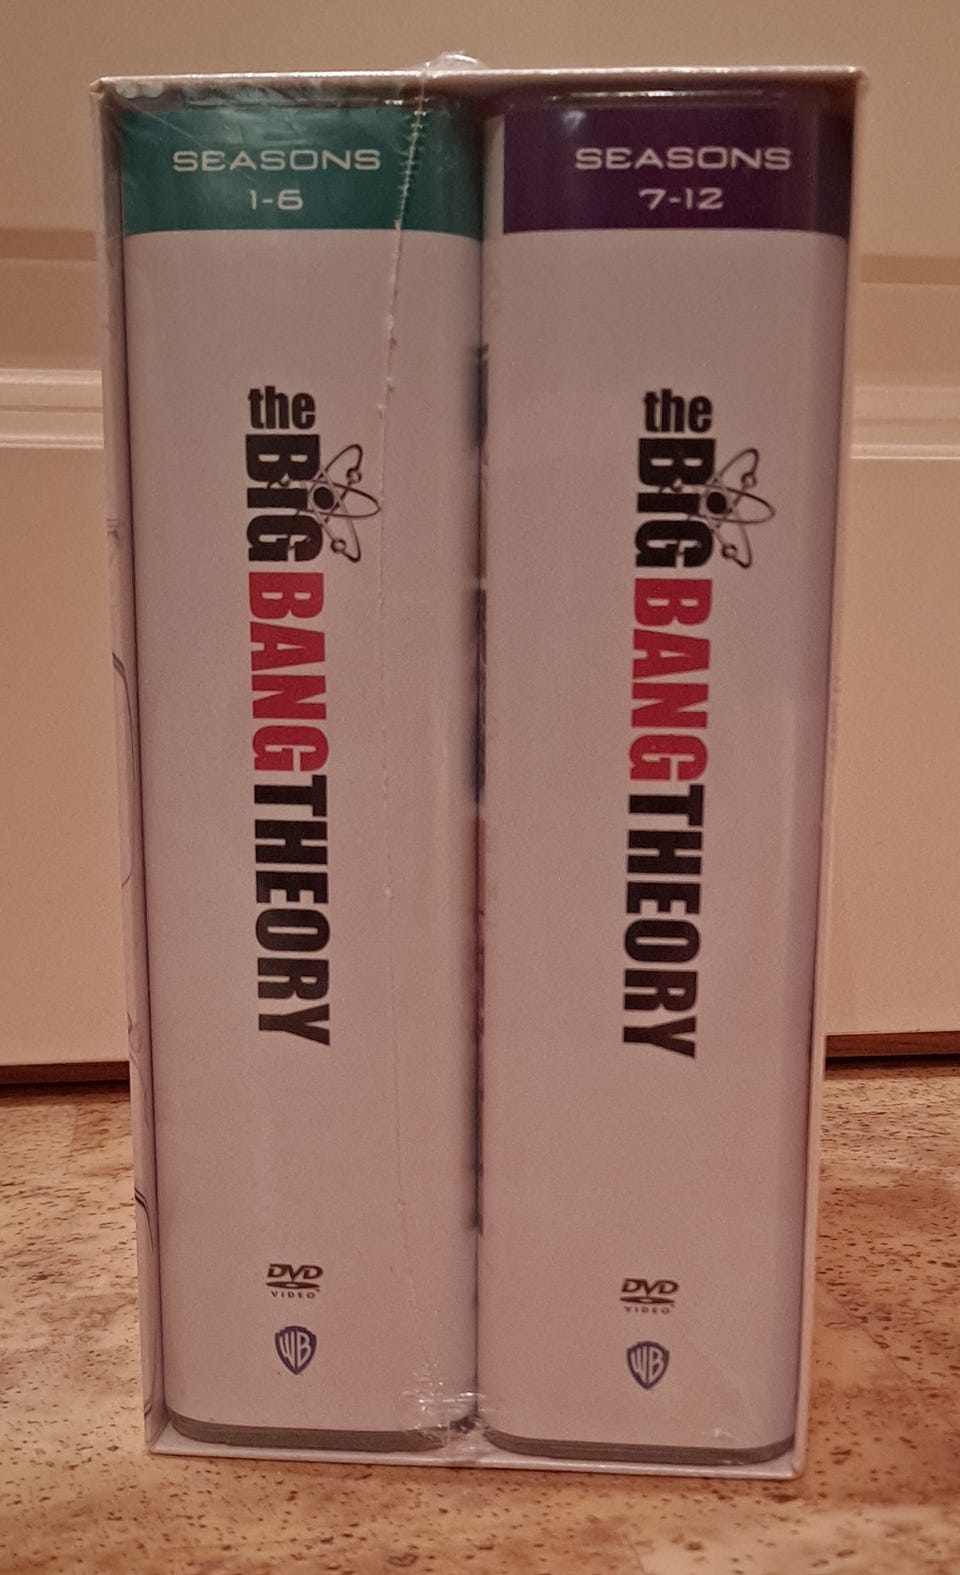 SEASONS
1-6
the
BiG BANG THEORY
DVD
VIDEO
WB
SEASONS
7-12
the
BiG BANG THEORY
DVD
VIDEO
WB